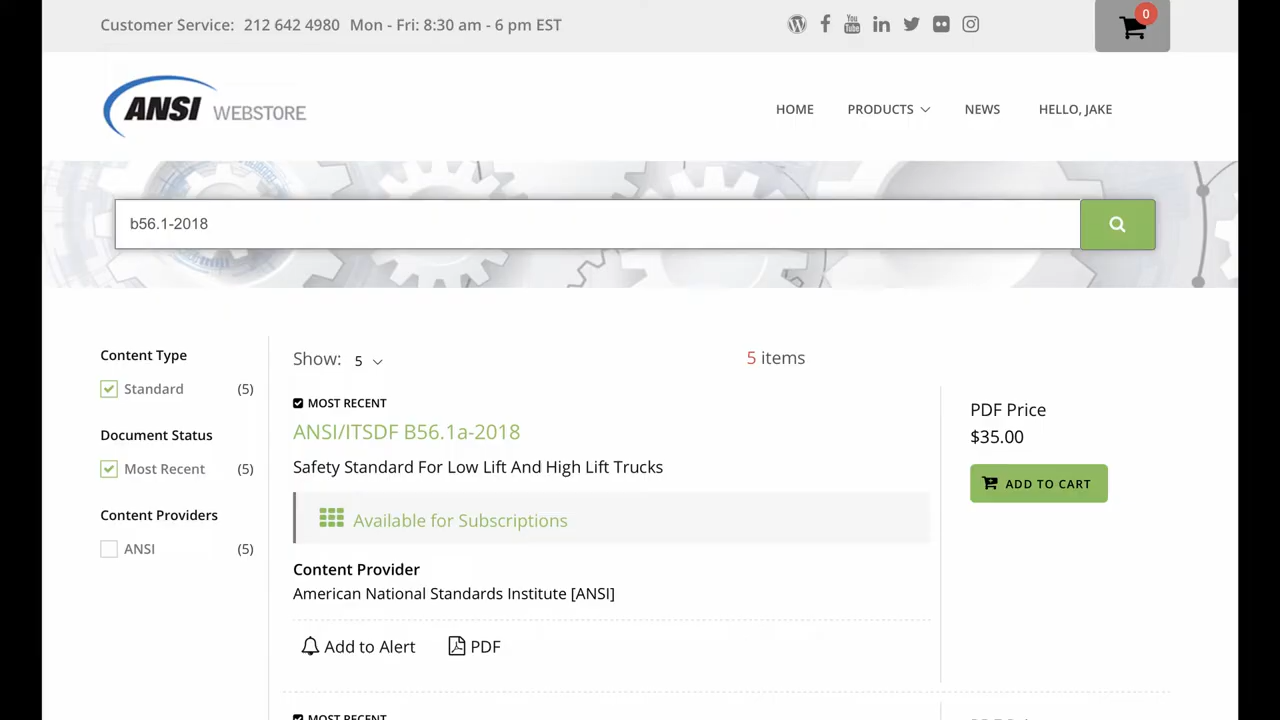 Customer Service: 212 642 4980 Mon - Fri: 8:30 am - 6 pm EST
You Tube
0
ANSI WEBSTORE
HOME PRODUCTS NEWS HELLO, JAKE
b56.1-2018
Content Type
Standard (5)
Document Status
Most Recent (5)
Content Providers
ANSI (5)
Show: 5
5 items
MOST RECENT
ANSI/ITSDF B56.1a-2018
Safety Standard For Low Lift And High Lift Trucks
Available for Subscriptions
Content Provider
American National Standards Institute [ANSI]
Add to Alert PDF
PDF Price
$35.00
ADD TO CART
MOST RECENT